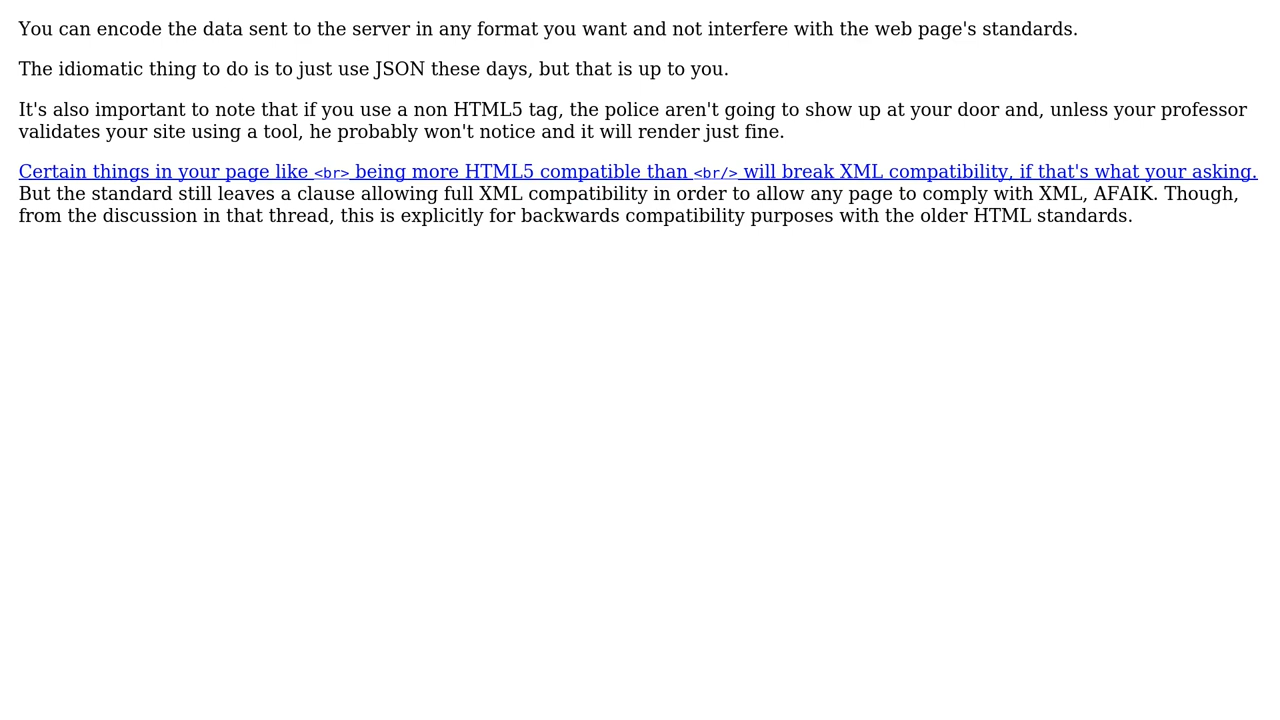 You can encode the data sent to the server in any format you want and not interfere with the web page's standards.
The idiomatic thing to do is to just use JSON these days, but that is up to you.
It's also important to note that if you use a non HTML5 tag, the police aren't going to show up at your door and, unless your professor
validates your site using a tool, he probably won't notice and it will render just fine.
Certain things in your page like <br> being more HTML5 compatible than <br/> will break XML compatibility, if that's what your asking.
But the standard still leaves a clause allowing full XML compatibility in order to allow any page to comply with XML, AFAIK. Though,
from the discussion in that thread, this is explicitly for backwards compatibility purposes with the older HTML standards.